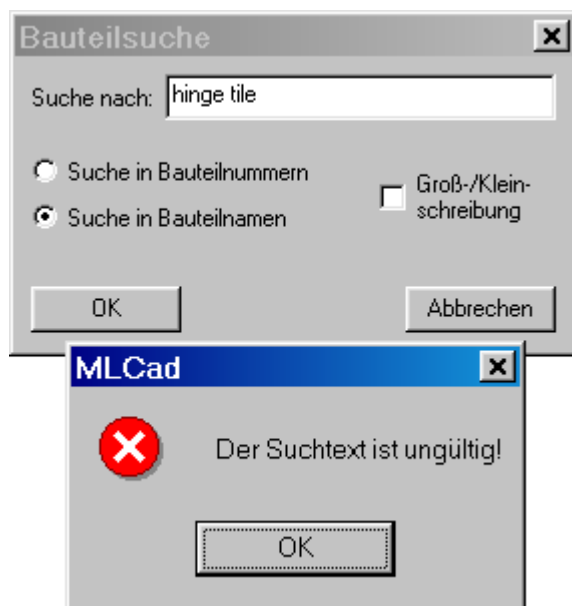 Bauteilsuche
Suche nach: hinge tile
Suche in Bauteilnummern
Suche in Bauteilnamen
Groß-/Klein-
schreibung
OK
Abbrechen
MLCad
Der Suchtext ist ungültig!
OK